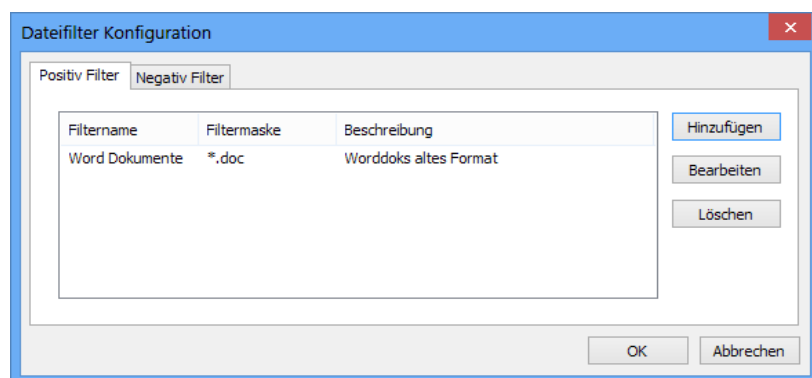 Dateifilter Konfiguration
Positiv Filter Negativ Filter
Filtername Filtermaske Beschreibung
Word Dokumente *.doc Worddoks altes Format
Hinzufügen
Bearbeiten
Löschen
OK Abbrechen